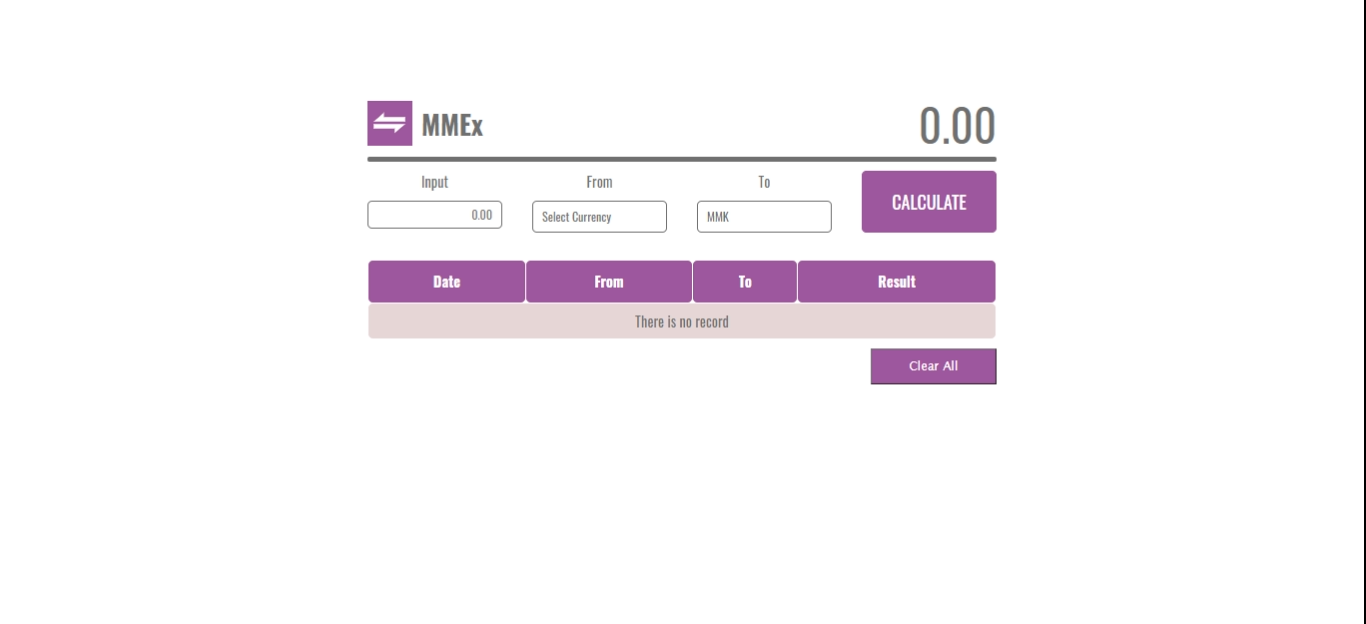 MMEx 0.00
Input From To
0.00 Select Currency MMK CALCULATE
Date From To Result
There is no record
Clear All